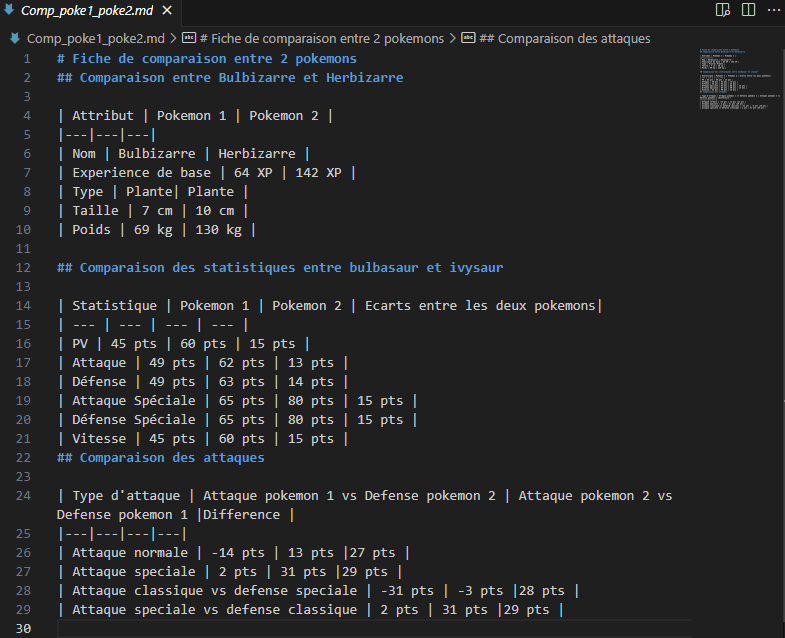 Comp_poke1_poke2.md
Comp_poke1_poke2.md > # Fiche de comparaison entre 2 pokemons > ## Comparaison des attaques
1 # Fiche de comparaison entre 2 pokemons
2 ## Comparaison entre Bulbizarre et Herbizarre
3
4 | Attribut | Pokemon 1 | Pokemon 2 |
5 |---|---|---|
6 | Nom | Bulbizarre | Herbizarre |
7 | Experience de base | 64 XP | 142 XP |
8 | Type | Plante| Plante |
9 | Taille | 7 cm | 10 cm |
10 | Poids | 69 kg | 130 kg |
11
12 ## Comparaison des statistiques entre bulbasaur et ivysaur
13
14 | Statistique | Pokemon 1 | Pokemon 2 | Ecarts entre les deux pokemons|
15 | --- | --- | --- | --- |
16 | PV | 45 pts | 60 pts | 15 pts |
17 | Attaque | 49 pts | 62 pts | 13 pts |
18 | Défense | 49 pts | 63 pts | 14 pts |
19 | Attaque Spéciale | 65 pts | 80 pts | 15 pts |
20 | Défense Spéciale | 65 pts | 80 pts | 15 pts |
21 | Vitesse | 45 pts | 60 pts | 15 pts |
22 ## Comparaison des attaques
23
24 | Type d'attaque | Attaque pokemon 1 vs Defense pokemon 2 | Attaque pokemon 2 vs
Defense pokemon 1 |Difference |
25 |---|---|---|---|
26 | Attaque normale | -14 pts | 13 pts |27 pts |
27 | Attaque speciale | 2 pts | 31 pts |29 pts |
28 | Attaque classique vs defense speciale | -31 pts | -3 pts |28 pts |
29 | Attaque speciale vs defense classique | 2 pts | 31 pts |29 pts |
30